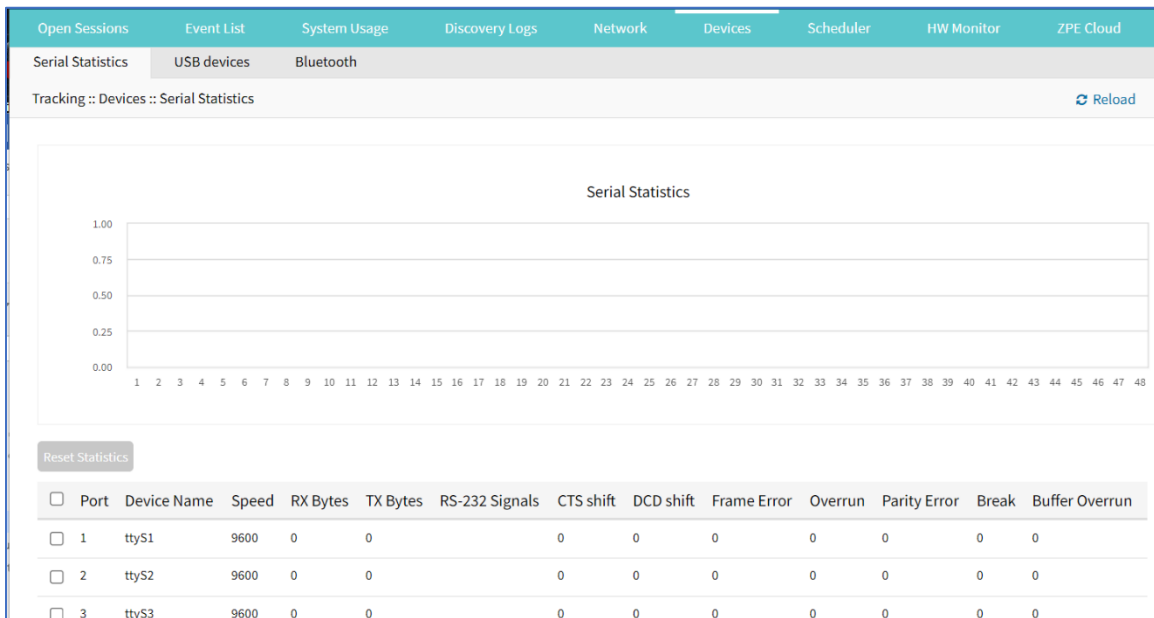 Open Sessions Event List System Usage Discovery Logs Network Devices Scheduler HW Monitor ZPE Cloud
Serial Statistics USB devices Bluetooth
Tracking :: Devices :: Serial Statistics Reload
Serial Statistics
1.00
0.75
0.50
0.25
0.00
1 2 3 4 5 6 7 8 9 10 11 12 13 14 15 16 17 18 19 20 21 22 23 24 25 26 27 28 29 30 31 32 33 34 35 36 37 38 39 40 41 42 43 44 45 46 47 48
Reset Statistics
Port Device Name Speed RX Bytes TX Bytes RS-232 Signals CTS shift DCD shift Frame Error Overrun Parity Error Break Buffer Overrun
1 ttyS1 9600 0 0 0 0 0 0 0 0 0
2 ttyS2 9600 0 0 0 0 0 0 0 0 0
3 ttyS3 9600 0 0 0 0 0 0 0 0 0